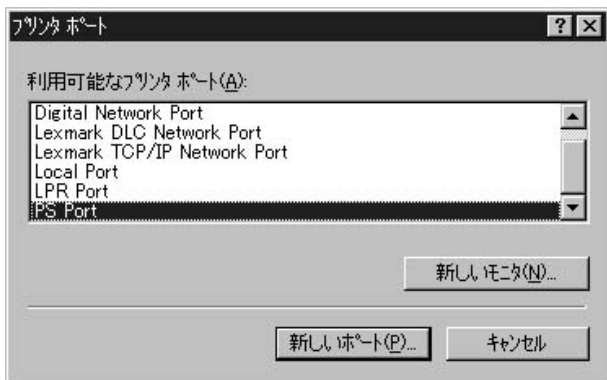 プリンタ ポート
利用可能なプリンタ ポート(A):
Digital Network Port
Lexmark DLC Network Port
Lexmark TCP/IP Network Port
Local Port
LPR Port
PS Port
新しいモニタ(N)...
新しいポート(P)...
キャンセル